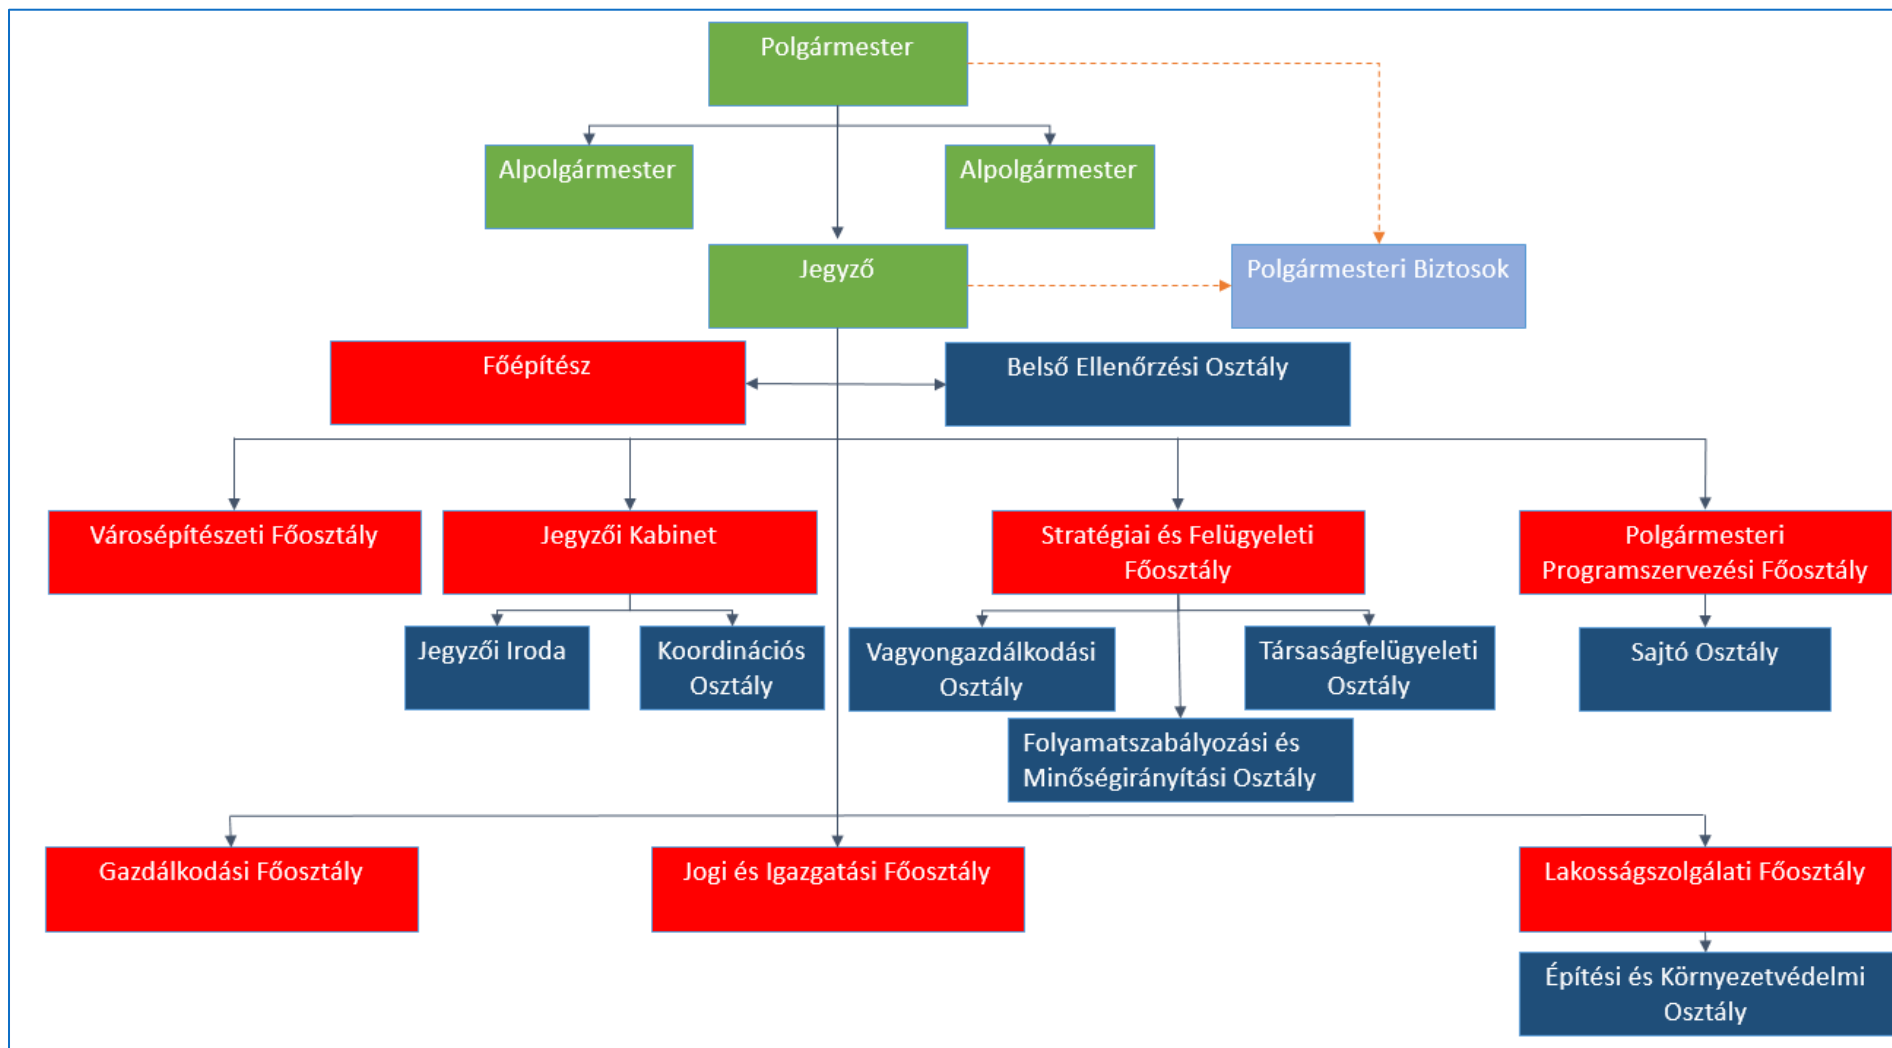 Polgármester
Alpolgármester
Alpolgármester
Jegyző
Polgármesteri Biztosok
Főépítész
Belső Ellenőrzési Osztály
Városépítészeti Főosztály
Jegyzői Kabinet
Stratégiai és Felügyeleti
Főosztály
Polgármesteri
Programszervezési Főosztály
Jegyzői Iroda
Koordinációs
Osztály
Vagyongazdálkodási
Osztály
Társaságfelügyeleti
Osztály
Sajtó Osztály
Folyamatszabályozási és
Minőségirányítási Osztály
Gazdálkodási Főosztály
Jogi és Igazgatási Főosztály
Lakosságszolgálati Főosztály
Építési és Környezetvédelmi
Osztály